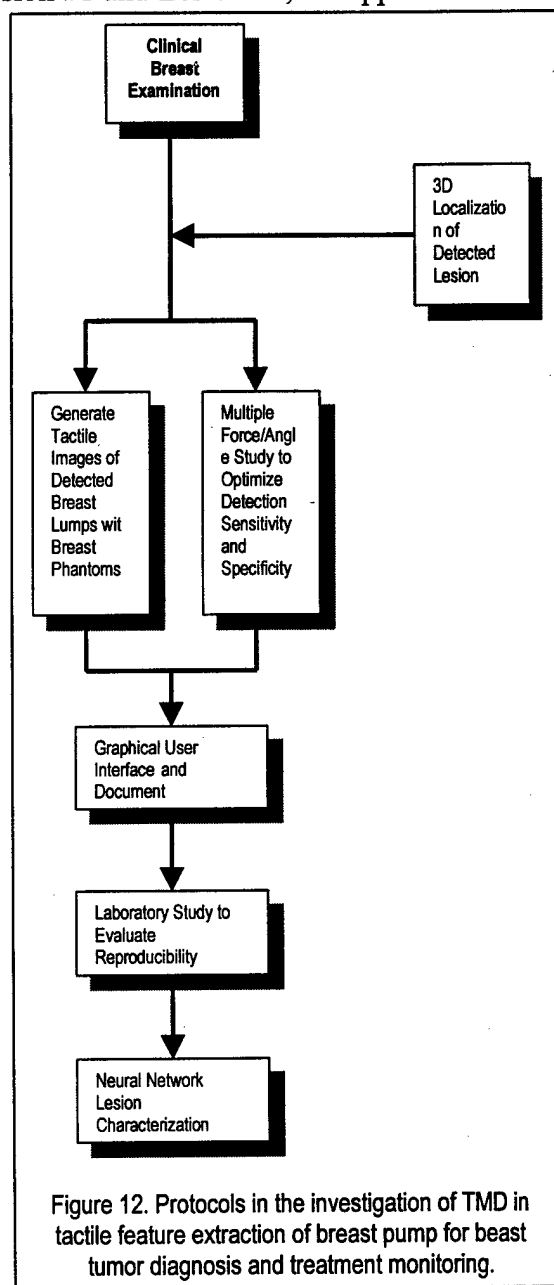 Clinical
Breast
Examination
3D
Localizatio
n of
Detected
Lesion
Generate
Tactile
Images of
Detected
Breast
Lumps wit
Breast
Phantoms
Multiple
Force/Angl
e Study to
Optimize
Detection
Sensitivity
and
Specificity
Graphical User
Interface and
Document
Laboratory Study to
Evaluate
Reproducibility
Neural Network
Lesion
Characterization
Figure 12. Protocols in the investigation of TMD in
tactile feature extraction of breast pump for beast
tumor diagnosis and treatment monitoring.